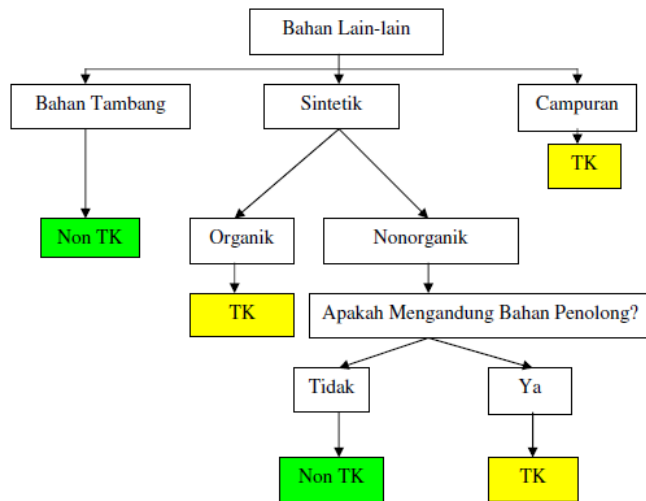 Bahan Lain-lain
Bahan Tambang
Sintetik
Campuran
TK
Non TK
Organik
Nonorganik
TK
Apakah Mengandung Bahan Penolong?
Tidak
Ya
Non TK
TK